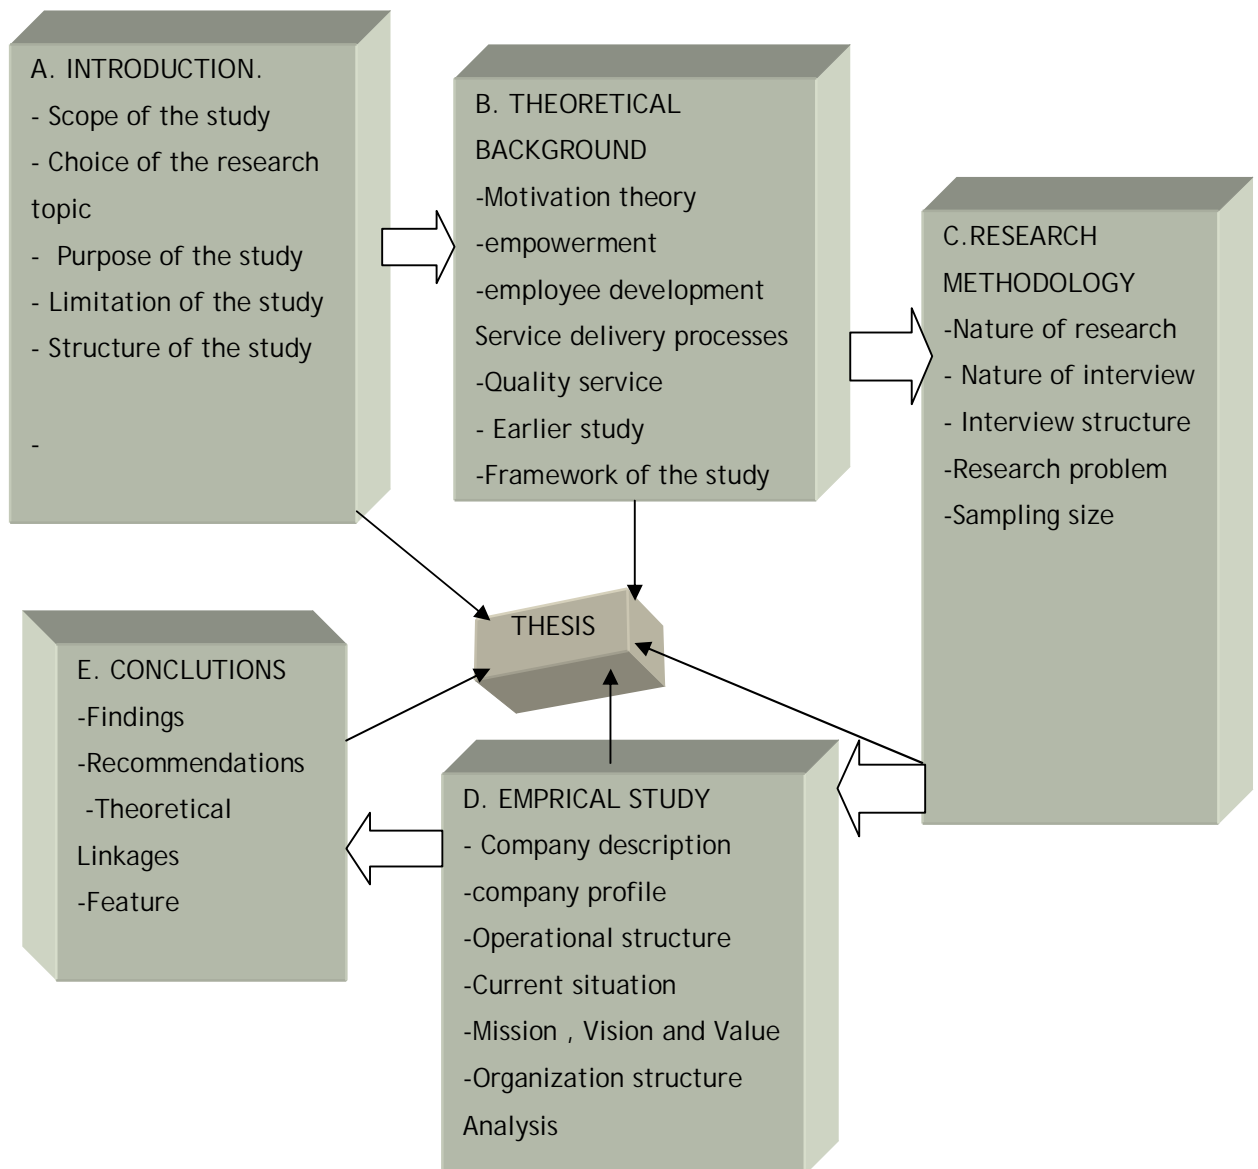 A. INTRODUCTION.
- Scope of the study
- Choice of the research
topic
- Purpose of the study
- Limitation of the study
- Structure of the study
-
B. THEORETICAL
BACKGROUND
-Motivation theory
-empowerment
-employee development
Service delivery processes
-Quality service
- Earlier study
-Framework of the study
C.RESEARCH
METHODOLOGY
-Nature of research
- Nature of interview
- Interview structure
-Research problem
-Sampling size
THESIS
D. EMPRICAL STUDY
- Company description
-company profile
-Operational structure
-Current situation
-Mission , Vision and Value
-Organization structure
Analysis
E. CONCLUTIONS
-Findings
-Recommendations
-Theoretical
Linkages
-Feature